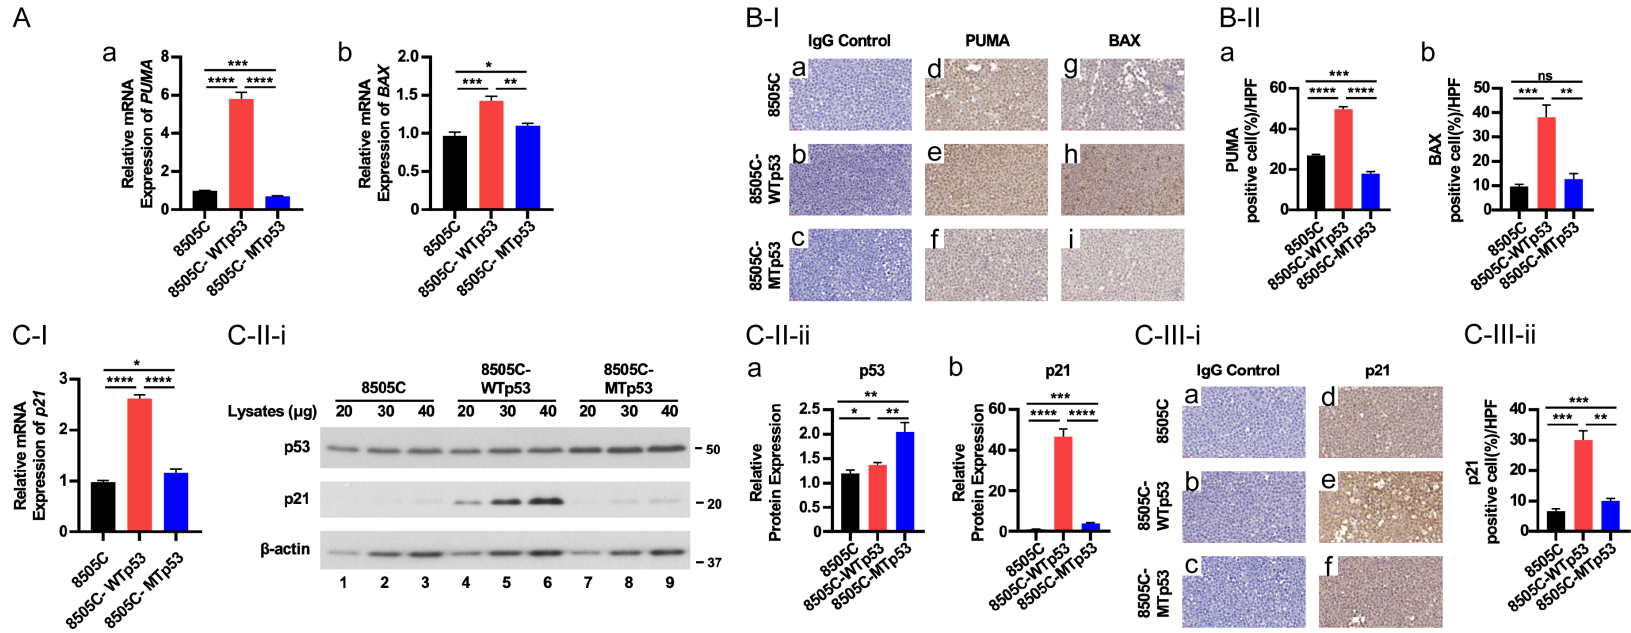 A
a
Relative mRNA
Expression of PUMA
8
6
4
2
0
***
**** ****
8505C
8505C- WTp53
8505C- MTp53
b
Relative mRNA
Expression of BAX
2.0
1.5
1.0
0.5
0
*
*** **
8505C
8505C- WTp53
8505C- MTp53
B-I
IgG Control PUMA BAX
8505C
a d g
8505C-
WTp53
b e h
8505C-
MTp53
c f i
B-II
a
PUMA
positive cell(%)/HPF
60
40
20
0
***
**** ****
8505C
8505C-WTp53
8505C-MTp53
b
BAX
positive cell(%)/HPF
50
40
30
20
10
0
ns
*** **
8505C
8505C-WTp53
8505C-MTp53
C-I
Relative mRNA
Expression of p21
3
2
1
0
*
**** ****
8505C
8505C- WTp53
8505C- MTp53
C-II-i
8505C
8505C-
WTp53
8505C-
MTp53
Lysates (μg) 20 30 40 20 30 40 20 30 40
p53 – 50
p21 – 20
β-actin – 37
1 2 3 4 5 6 7 8 9
C-II-ii
a
p53
Relative
Protein Expression
2.5
2.0
1.5
1.0
0.5
0
**
* **
8505C
8505C-WTp53
8505C-MTp53
b
p21
Relative
Protein Expression
60
40
20
0
***
**** ****
8505C
8505C-WTp53
8505C-MTp53
C-III-i
IgG Control p21
8505C
a d
8505C-
WTp53
b e
8505C-
MTp53
c f
C-III-ii
p21
positive cell(%)/HPF
40
30
20
10
0
***
*** **
8505C
8505C-WTp53
8505C-MTp53